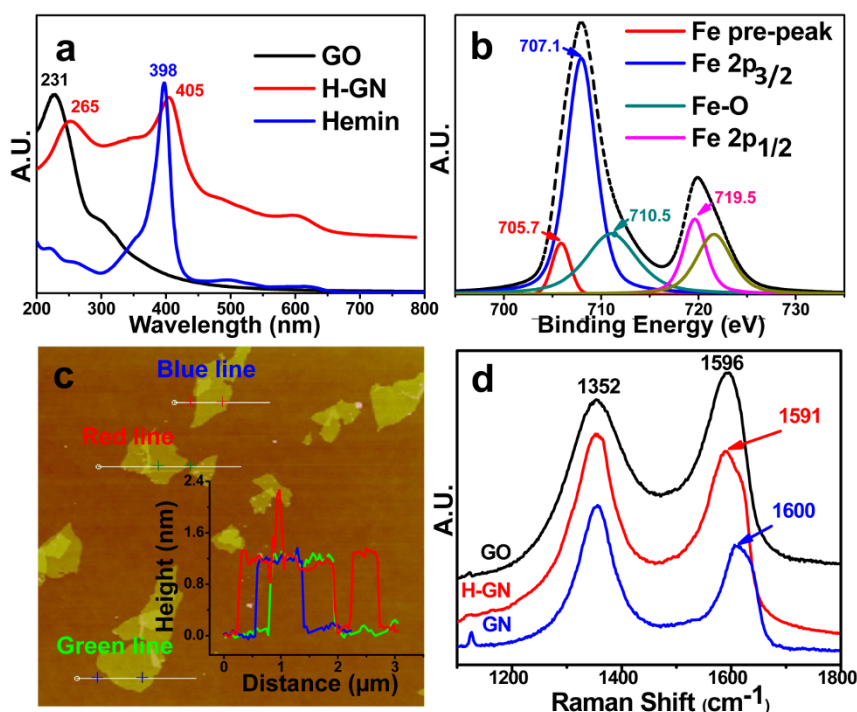 a
GO
H-GN
Hemin
231
265
398
405
A.U.
200 300 400 500 600 700 800
Wavelength (nm)
b
Fe pre-peak
Fe 2p3/2
Fe-O
Fe 2p1/2
707.1
705.7
710.5
719.5
A.U.
700 710 720 730
Binding Energy (eV)
c
Blue line
Red line
Green line
2.4
1.2
0.0
Height (nm)
0 1 2 3
Distance (µm)
d
1352
1596
1591
1600
GO
H-GN
GN
A.U.
1200 1400 1600 1800
Raman Shift (cm-1)